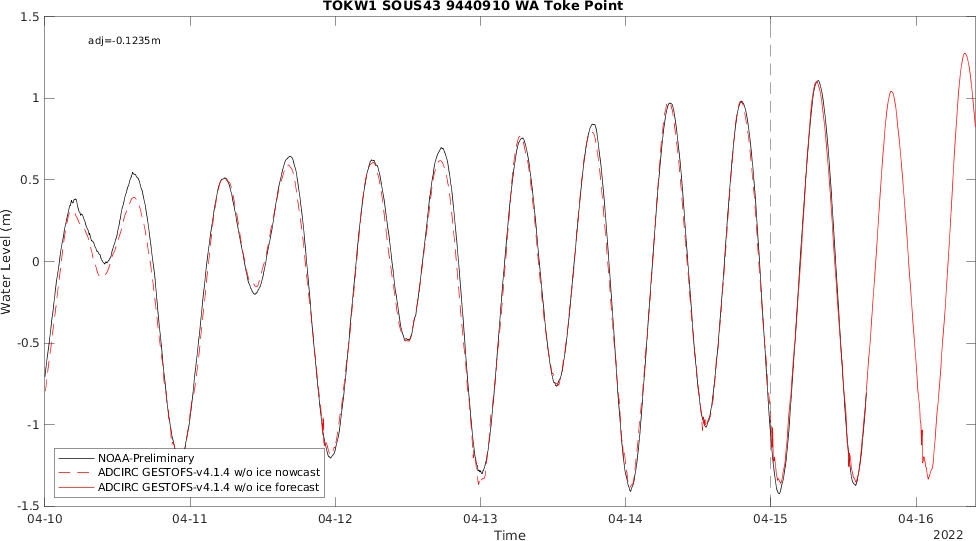 TOKW1 SOUS43 9440910 WA Toke Point
adj=-0.1235m
Water Level (m)
1.5
1
0.5
0
-0.5
-1
-1.5
NOAA-Preliminary
ADCIRC GESTOFS-v4.1.4 w/o ice nowcast
ADCIRC GESTOFS-v4.1.4 w/o ice forecast
04-10 04-11 04-12 04-13 04-14 04-15 04-16
Time
2022